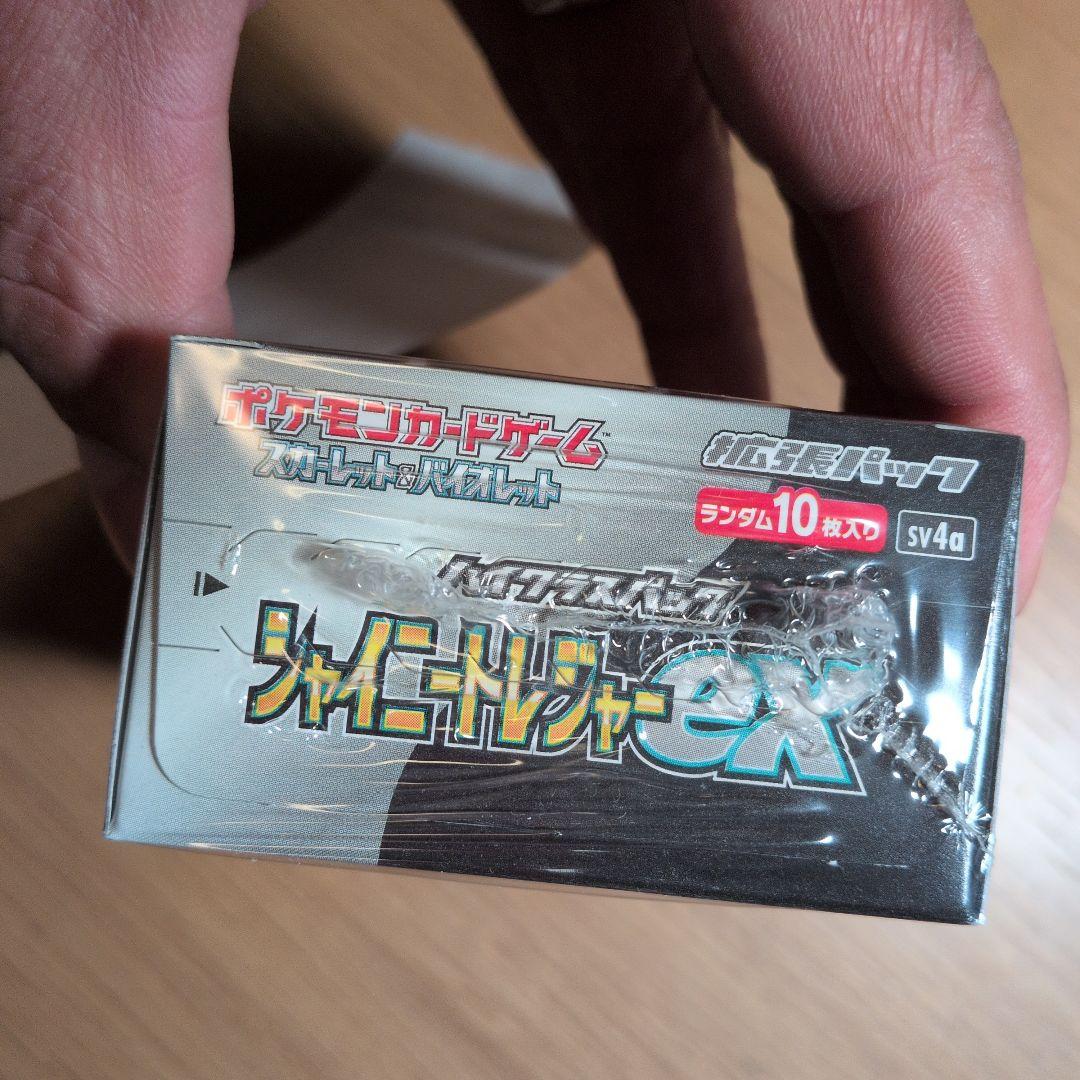 ポケモンカードゲーム™
スカーレット&バイオレット
拡張パック
ランダム10枚入り
sv4a
ハイクラスパック
シャイニートレジャーex